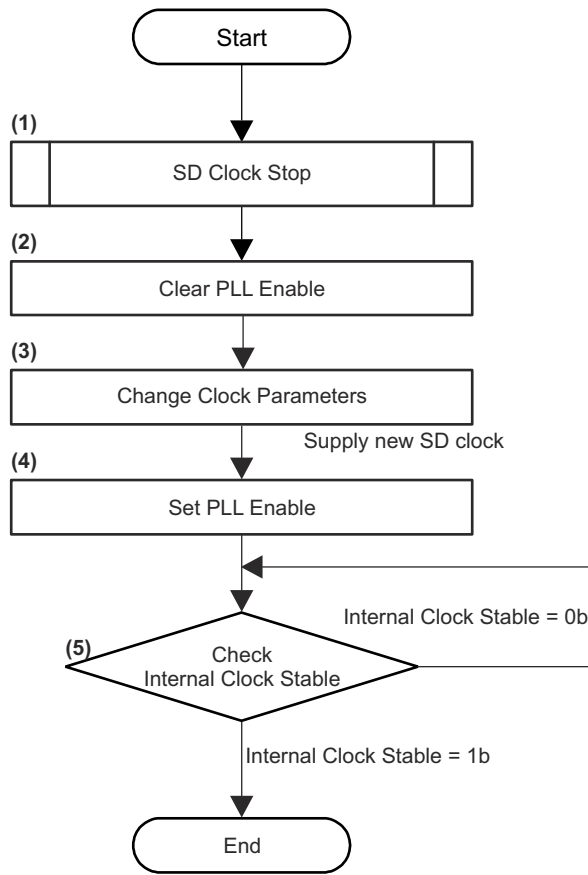 Start
(1)
SD Clock Stop
(2)
Clear PLL Enable
(3)
Change Clock Parameters
Supply new SD clock
(4)
Set PLL Enable
Internal Clock Stable = 0b
(5)
Check
Internal Clock Stable
Internal Clock Stable = 1b
End